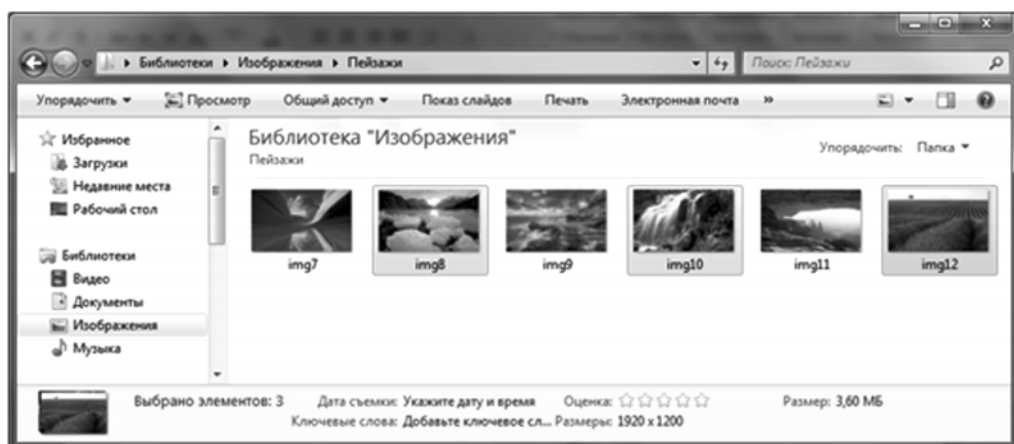 Библиотеки ▸ Изображения ▸ Пейзажи Поиск: Пейзажи
Упорядочить Просмотр Общий доступ Показ слайдов Печать Электронная почта »
Избранное
Загрузки
Недавние места
Рабочий стол
Библиотеки
Видео
Документы
Изображения
Музыка
Библиотека "Изображения"
Пейзажи
Упорядочить: Папка
img7 img8 img9 img10 img11 img12
Выбрано элементов: 3 Дата съемки: Укажите дату и время Оценка: ☆☆☆☆☆ Размер: 3,60 МБ
Ключевые слова: Добавьте ключевое сл... Размеры: 1920 x 1200